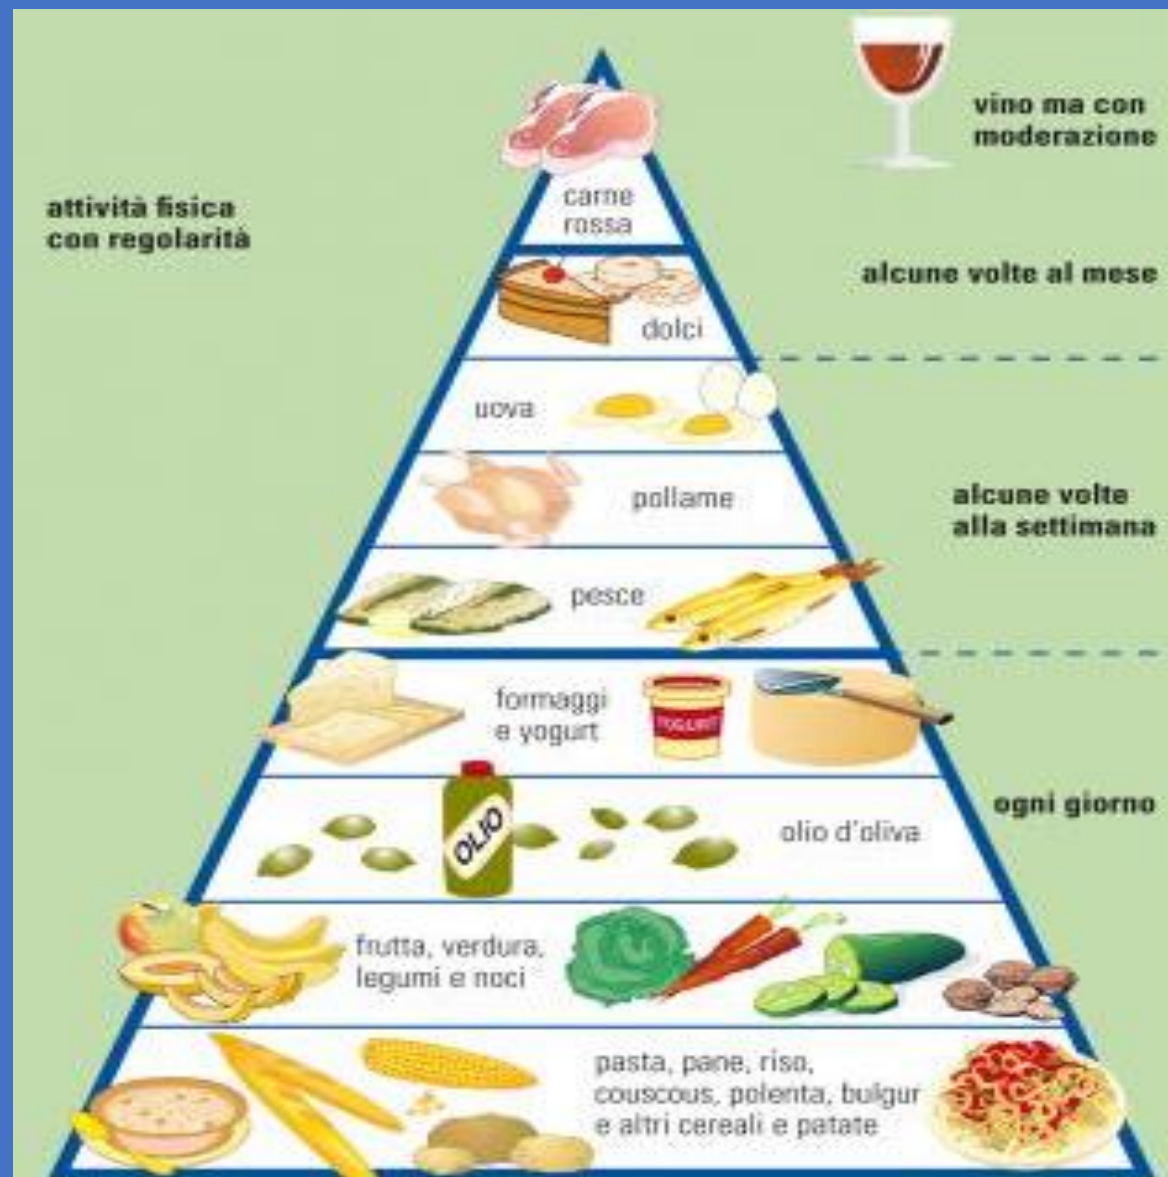 vino ma con
moderazione
attività fisica
con regolarità
carne
rossa
alcune volte al mese
dolci
uova
pollame
alcune volte
alla settimana
pesce
formaggi
e yogurt
YOGURT
ogni giorno
OLIO
olio d'oliva
frutta, verdura,
legumi e noci
pasta, pane, riso,
couscous, polenta, bulgur
e altri cereali e patate